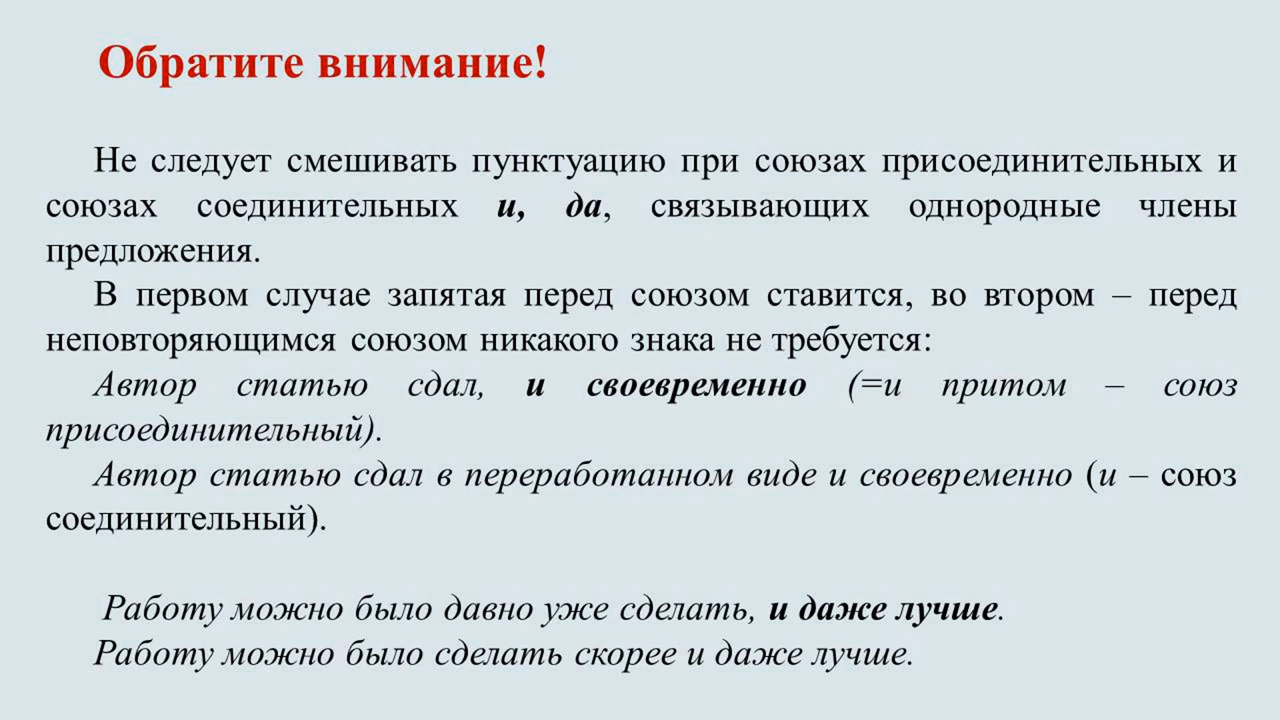 Обратите внимание!
Не следует смешивать пунктуацию при союзах присоединительных и
союзах соединительных и, да, связывающих однородные члены
предложения.
В первом случае запятая перед союзом ставится, во втором – перед
неповторяющимся союзом никакого знака не требуется:
Автор статью сдал, и своевременно (=и притом – союз
присоединительный).
Автор статью сдал в переработанном виде и своевременно (и – союз
соединительный).
Работу можно было давно уже сделать, и даже лучше.
Работу можно было сделать скорее и даже лучше.